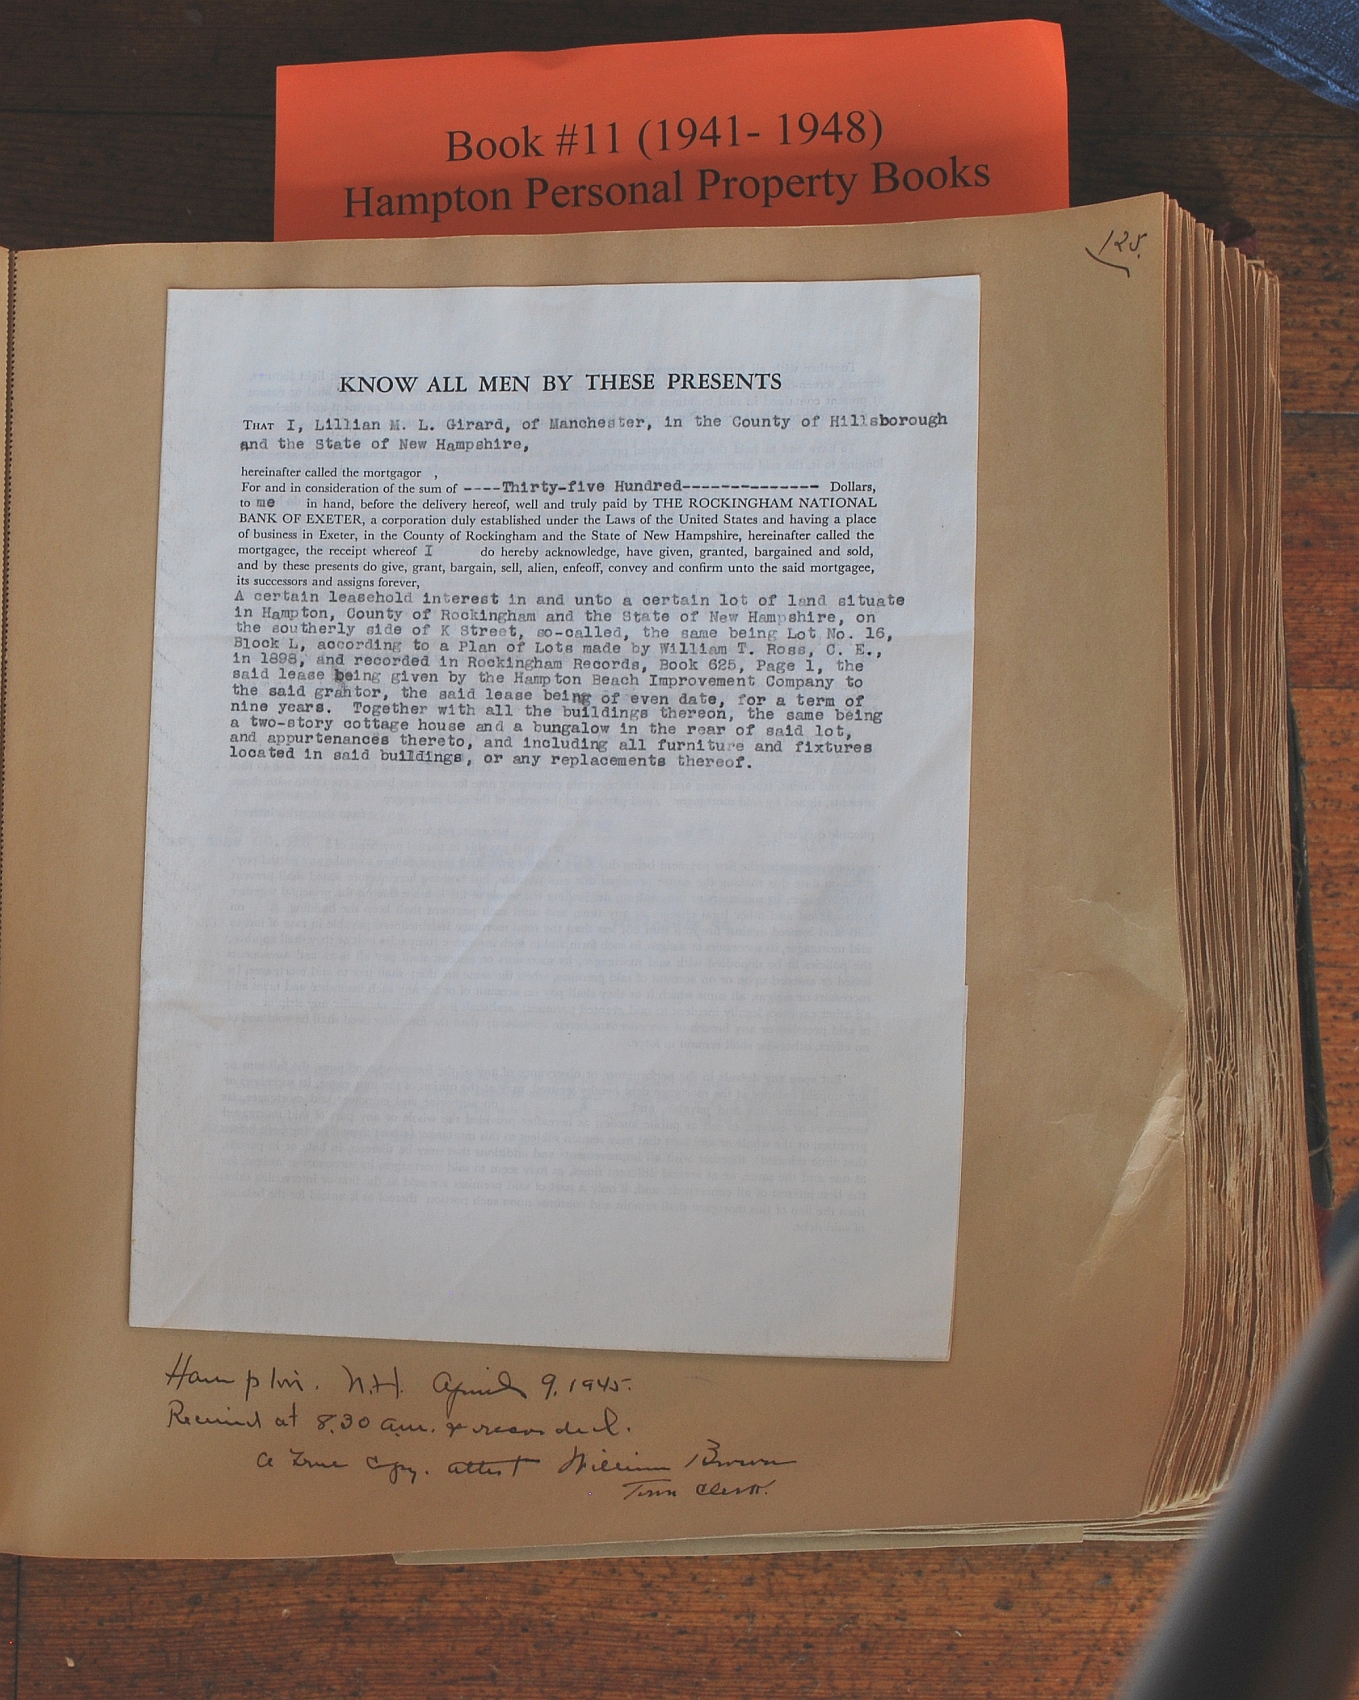 Book #11 (1941- 1948)
Hampton Personal Property Books
125.
KNOW ALL MEN BY THESE PRESENTS
THAT I, Lillian M. L. Girard, of Manchester, in the County of Hillsborough
and the State of New Hampshire,
hereinafter called the mortgagor ,
For and in consideration of the sum of ----Thirty-five Hundred-------------- Dollars,
to me in hand, before the delivery hereof, well and truly paid by THE ROCKINGHAM NATIONAL
BANK OF EXETER, a corporation duly established under the Laws of the United States and having a place
of business in Exeter, in the County of Rockingham and the State of New Hampshire, hereinafter called the
mortgagee, the receipt whereof I do hereby acknowledge, have given, granted, bargained and sold,
and by these presents do give, grant, bargain, sell, alien, enfeoff, convey and confirm unto the said mortgagee,
its successors and assigns forever,
A certain leasehold interest in and unto a certain lot of land situate
in Hampton, County of Rockingham and the State of New Hampshire, on
the southerly side of K Street, so-called, the same being Lot No. 16,
Block L, according to a Plan of Lots made by William T. Ross, C. E.,
in 1898, and recorded in Rockingham Records, Book 625, Page 1, the
said lease being given by the Hampton Beach Improvement Company to
the said grantor, the said lease being of even date, for a term of
nine years. Together with all the buildings thereon, the same being
a two-story cottage house and a bungalow in the rear of said lot,
and appurtenances thereto, and including all furniture and fixtures
located in said buildings, or any replacements thereof.
Hampton. N.H. April 9, 1945.
Received at 8.30 am. & recorded.
a true copy. attest William Brown
Town Clerk.